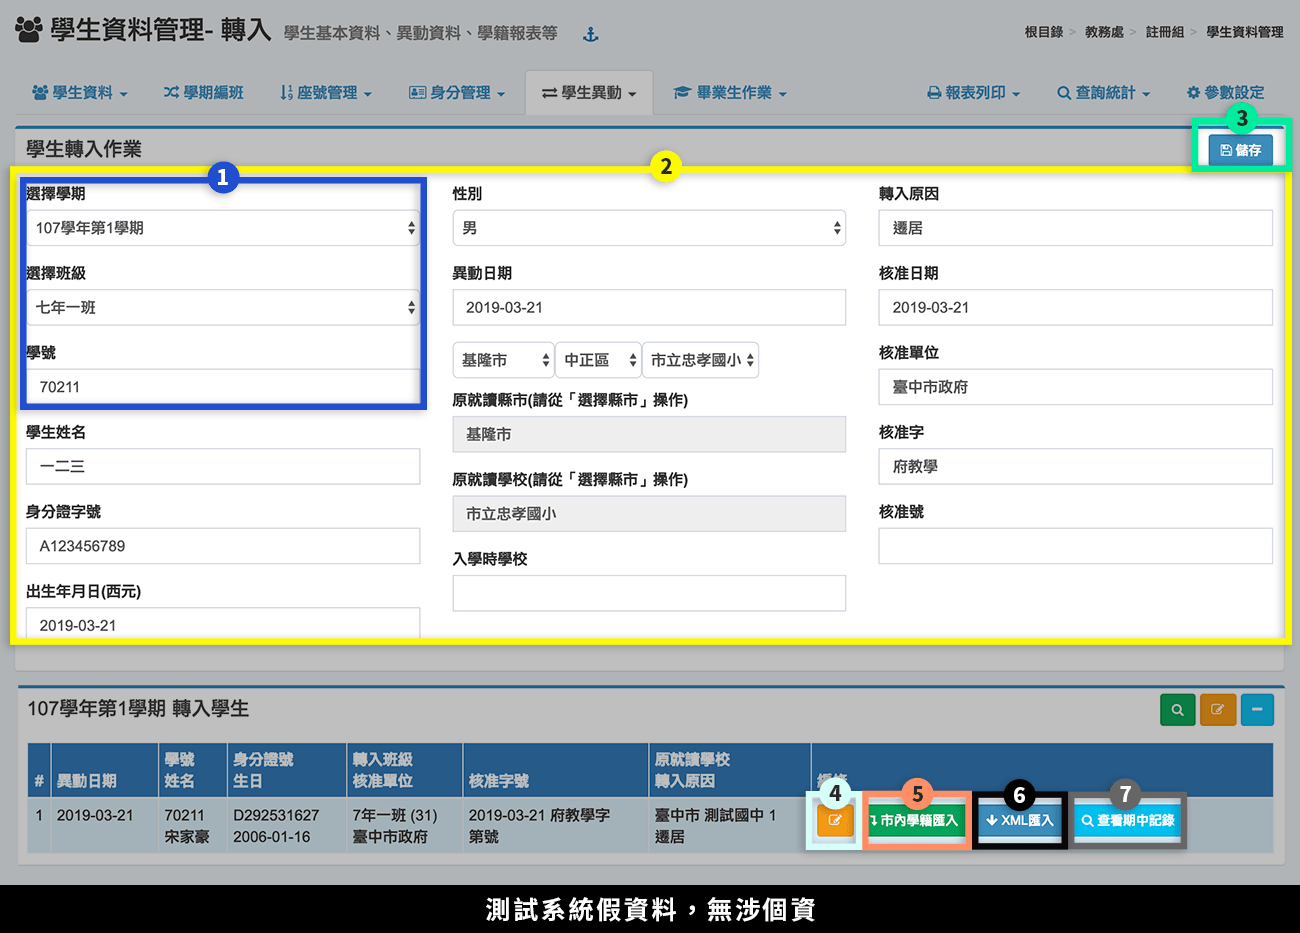 學生資料管理- 轉入 學生基本資料、異動資料、學籍報表等
根目錄 > 教務處 > 註冊組 > 學生資料管理
學生資料 學期編班 座號管理 身分管理 學生異動 畢業生作業 報表列印 查詢統計 參數設定
學生轉入作業
3
儲存
1
2
選擇學期
107學年第1學期
選擇班級
七年一班
學號
70211
學生姓名
一二三
身分證字號
A123456789
出生年月日(西元)
2019-03-21
性別
男
異動日期
2019-03-21
基隆市 中正區 市立忠孝國小
原就讀縣市(請從「選擇縣市」操作)
基隆市
原就讀學校(請從「選擇縣市」操作)
市立忠孝國小
入學時學校
轉入原因
遷居
核准日期
2019-03-21
核准單位
臺中市政府
核准字
府教學
核准號
107學年第1學期 轉入學生
# 異動日期
學號
姓名
身分證號
生日
轉入班級
核准單位
核准字號
原就讀學校
轉入原因
1 2019-03-21
70211
宋家豪
D292531627
2006-01-16
7年一班 (31)
臺中市政府
2019-03-21 府教學字
第號
臺中市 測試國中 1
遷居
4
5
市內學籍匯入
6
XML匯入
7
查看期中記錄
測試系統假資料，無涉個資